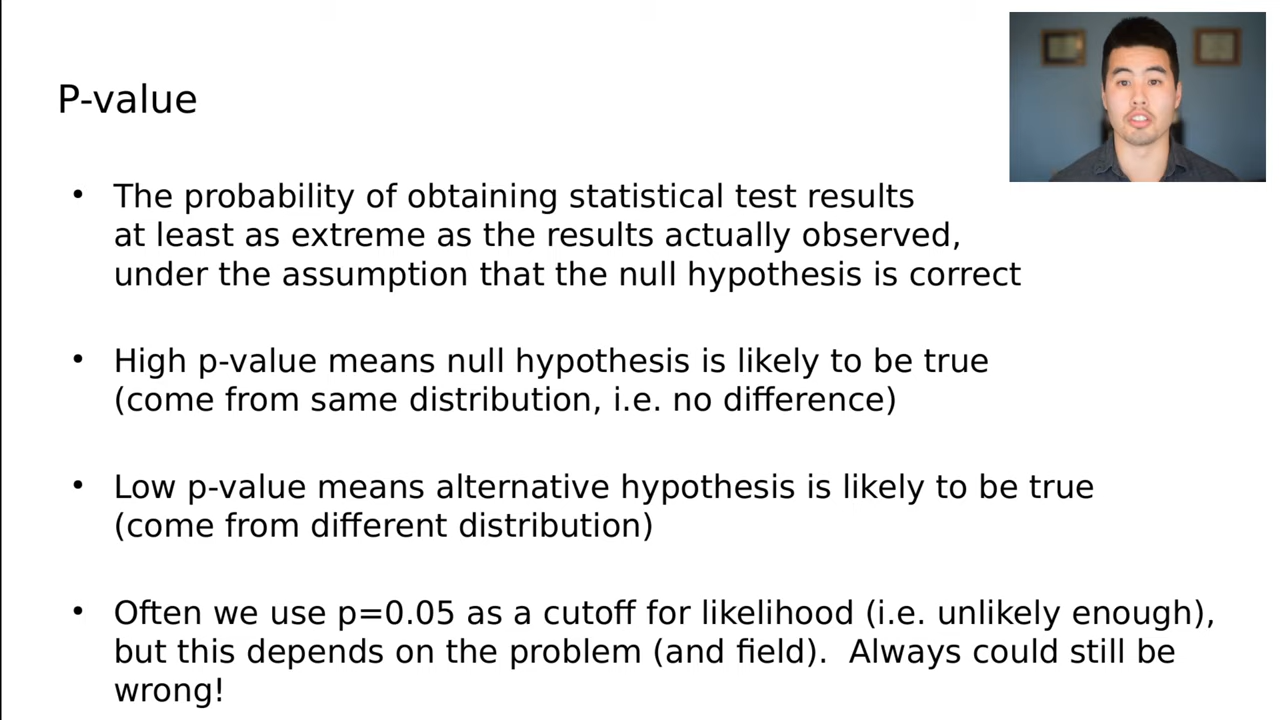 P-value
• The probability of obtaining statistical test results
at least as extreme as the results actually observed,
under the assumption that the null hypothesis is correct
• High p-value means null hypothesis is likely to be true
(come from same distribution, i.e. no difference)
• Low p-value means alternative hypothesis is likely to be true
(come from different distribution)
• Often we use p=0.05 as a cutoff for likelihood (i.e. unlikely enough),
but this depends on the problem (and field).  Always could still be
wrong!